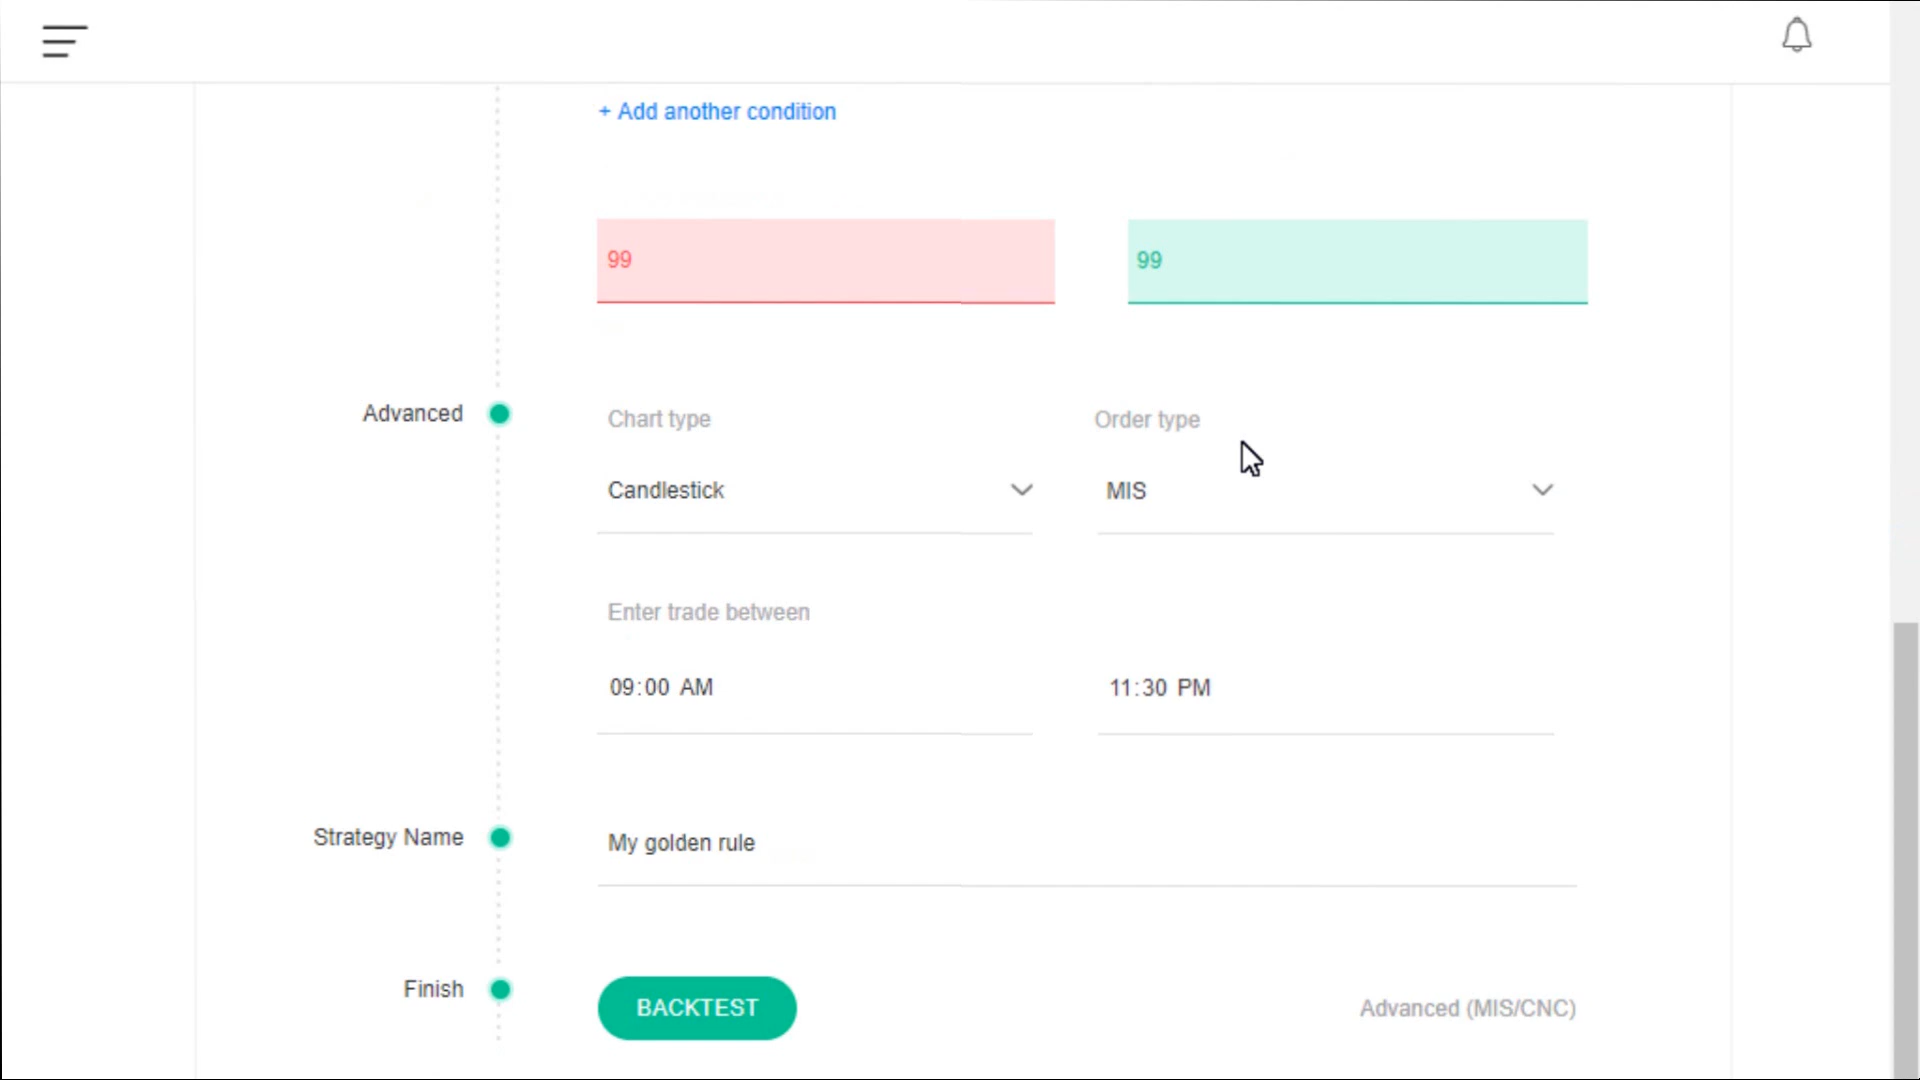 + Add another condition
99 99
Advanced Chart type Order type
Candlestick MIS
Enter trade between
09:00 AM 11:30 PM
Strategy Name My golden rule
Finish BACKTEST Advanced (MIS/CNC)